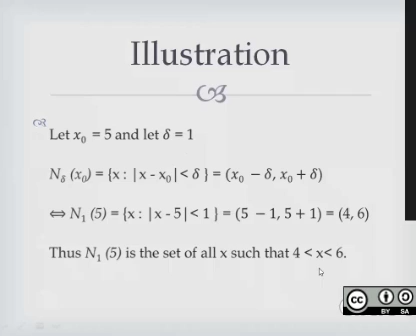 Illustration
Let x₀ = 5 and let δ = 1
N_δ (x₀) = {x : |x - x₀|< δ } = (x₀ − δ, x₀ + δ)
⇔ N₁ (5) = {x : |x - 5|< 1 } = (5 − 1, 5 + 1) = (4, 6)
Thus N₁ (5) is the set of all x such that 4 < x< 6.
cc
BY SA